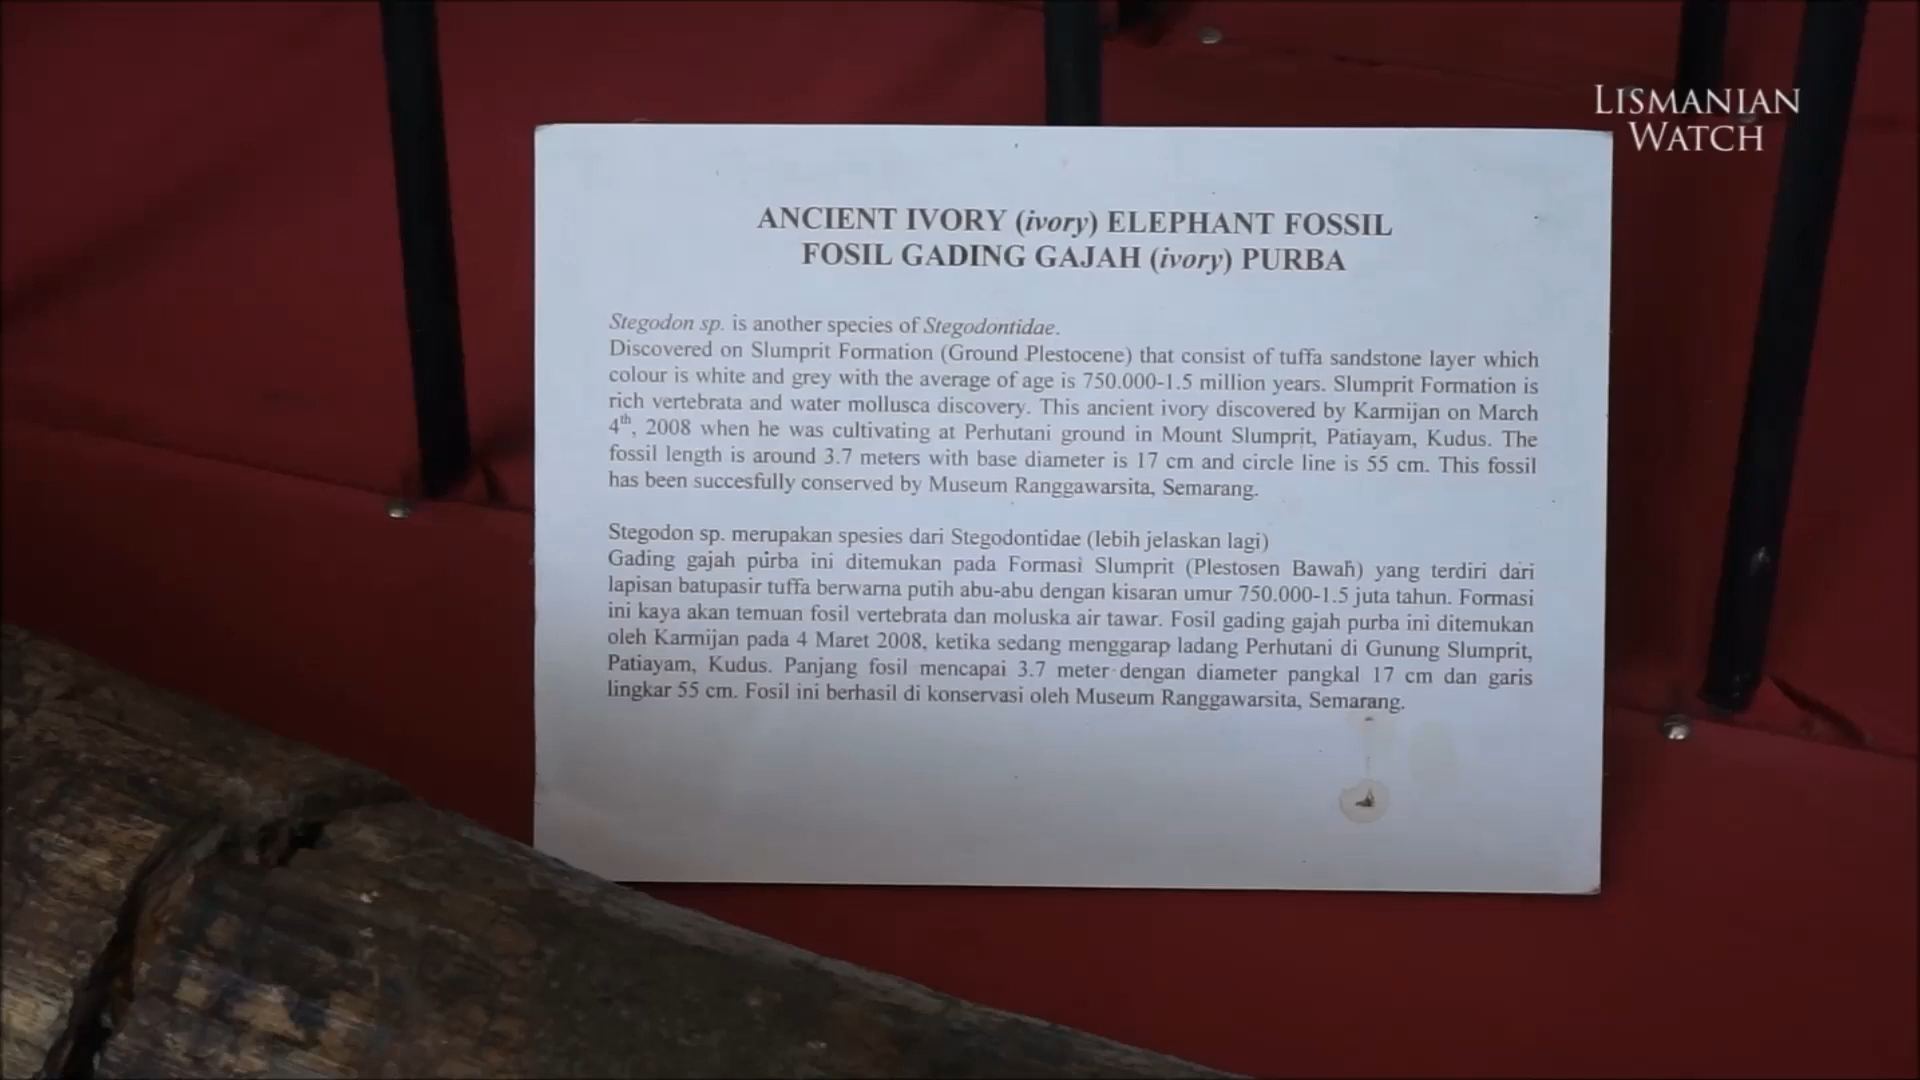 LISMANIAN
WATCH
ANCIENT IVORY (ivory) ELEPHANT FOSSIL
FOSIL GADING GAJAH (ivory) PURBA
Stegodon sp. is another species of Stegodontidae.
Discovered on Slumprit Formation (Ground Plestocene) that consist of tuffa sandstone layer which
colour is white and grey with the average of age is 750.000-1.5 million years. Slumprit Formation is
rich vertebrata and water mollusca discovery. This ancient ivory discovered by Karmijan on March
4th, 2008 when he was cultivating at Perhutani ground in Mount Slumprit, Patiayam, Kudus. The
fossil length is around 3.7 meters with base diameter is 17 cm and circle line is 55 cm. This fossil
has been succesfully conserved by Museum Ranggawarsita, Semarang.
Stegodon sp. merupakan spesies dari Stegodontidae (lebih jelaskan lagi)
Gading gajah purba ini ditemukan pada Formasi Slumprit (Plestosen Bawah) yang terdiri dari
lapisan batupasir tuffa berwarna putih abu-abu dengan kisaran umur 750.000-1.5 juta tahun. Formasi
ini kaya akan temuan fosil vertebrata dan moluska air tawar. Fosil gading gajah purba ini ditemukan
oleh Karmijan pada 4 Maret 2008, ketika sedang menggarap ladang Perhutani di Gunung Slumprit,
Patiayam, Kudus. Panjang fosil mencapai 3.7 meter dengan diameter pangkal 17 cm dan garis
lingkar 55 cm. Fosil ini berhasil di konservasi oleh Museum Ranggawarsita, Semarang.